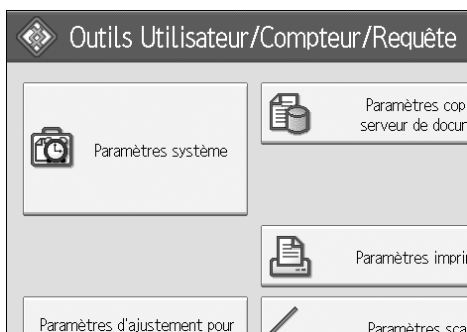 Outils Utilisateur/Compteur/Requête
Paramètres système
Paramètres cop
serveur de docur
Paramètres imprir
Paramètres d'ajustement pour
Paramètres sca